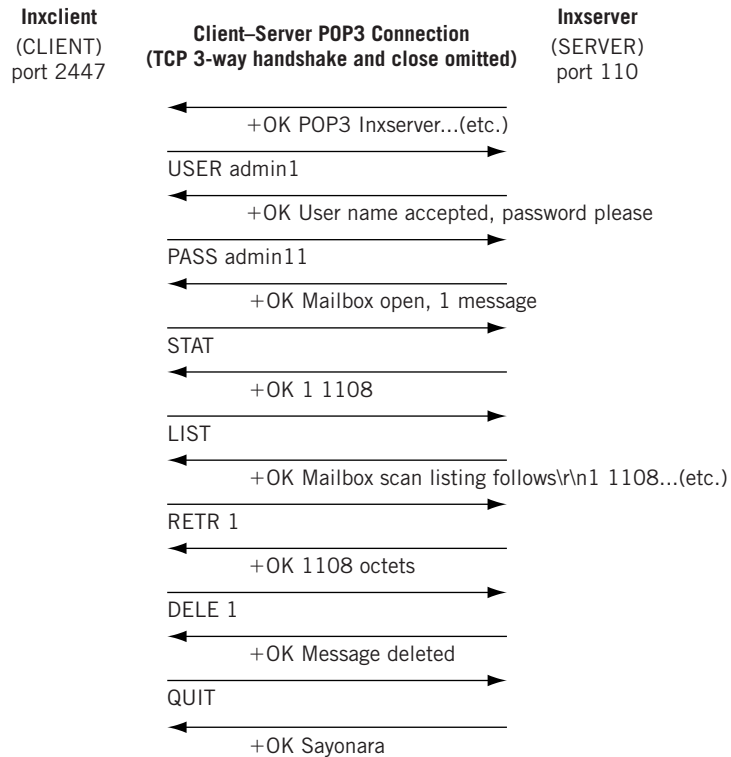 lnxclient
(CLIENT)
port 2447
Client–Server POP3 Connection
(TCP 3-way handshake and close omitted)
lnxserver
(SERVER)
port 110
+OK POP3 lnxserver...(etc.)
USER admin1
+OK User name accepted, password please
PASS admin11
+OK Mailbox open, 1 message
STAT
+OK 1 1108
LIST
+OK Mailbox scan listing follows\r\n1 1108...(etc.)
RETR 1
+OK 1108 octets
DELE 1
+OK Message deleted
QUIT
+OK Sayonara